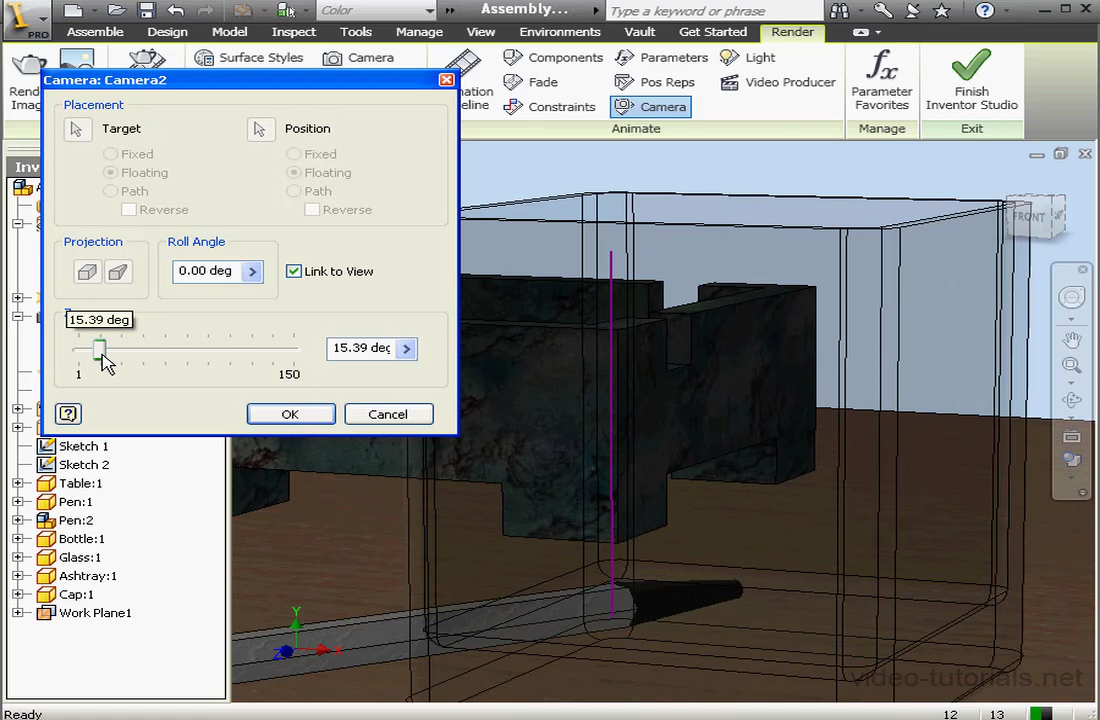 PRO
Color
Assembly...
Type a keyword or phrase
Assemble
Design
Model
Inspect
Tools
Manage
View
Environments
Vault
Get Started
Render
Surface Styles
Camera
Components
Parameters
Light
Fade
Pos Reps
Video Producer
Constraints
Camera
Parameter
Favorites
Finish
Inventor Studio
Animate
Manage
Exit
Camera: Camera2
Placement
Target
Position
Fixed
Fixed
Floating
Floating
Path
Path
Reverse
Reverse
Projection
Roll Angle
0.00 deg
Link to View
15.39 deg
15.39 deg
1
150
OK
Cancel
FRONT
Sketch 1
Sketch 2
Table:1
Pen:1
Pen:2
Bottle:1
Glass:1
Ashtray:1
Cap:1
Work Plane1
Y
X
Z
video-tutorials.net
Ready
12
13